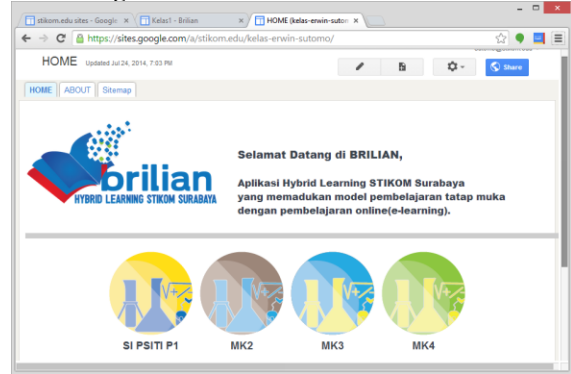 stikom.edu sites - Google
Kelas1 - Brilian
HOME (kelas-erwin-sutom
https://sites.google.com/a/stikom.edu/kelas-erwin-sutomo/
HOME Updated Jul 24, 2014, 7:03 PM
Share
HOME ABOUT Sitemap
brilian
HYBRID LEARNING STIKOM SURABAYA
Selamat Datang di BRILIAN,
Aplikasi Hybrid Learning STIKOM Surabaya
yang memadukan model pembelajaran tatap muka
dengan pembelajaran online(e-learning).
SI PSITI P1 MK2 MK3 MK4